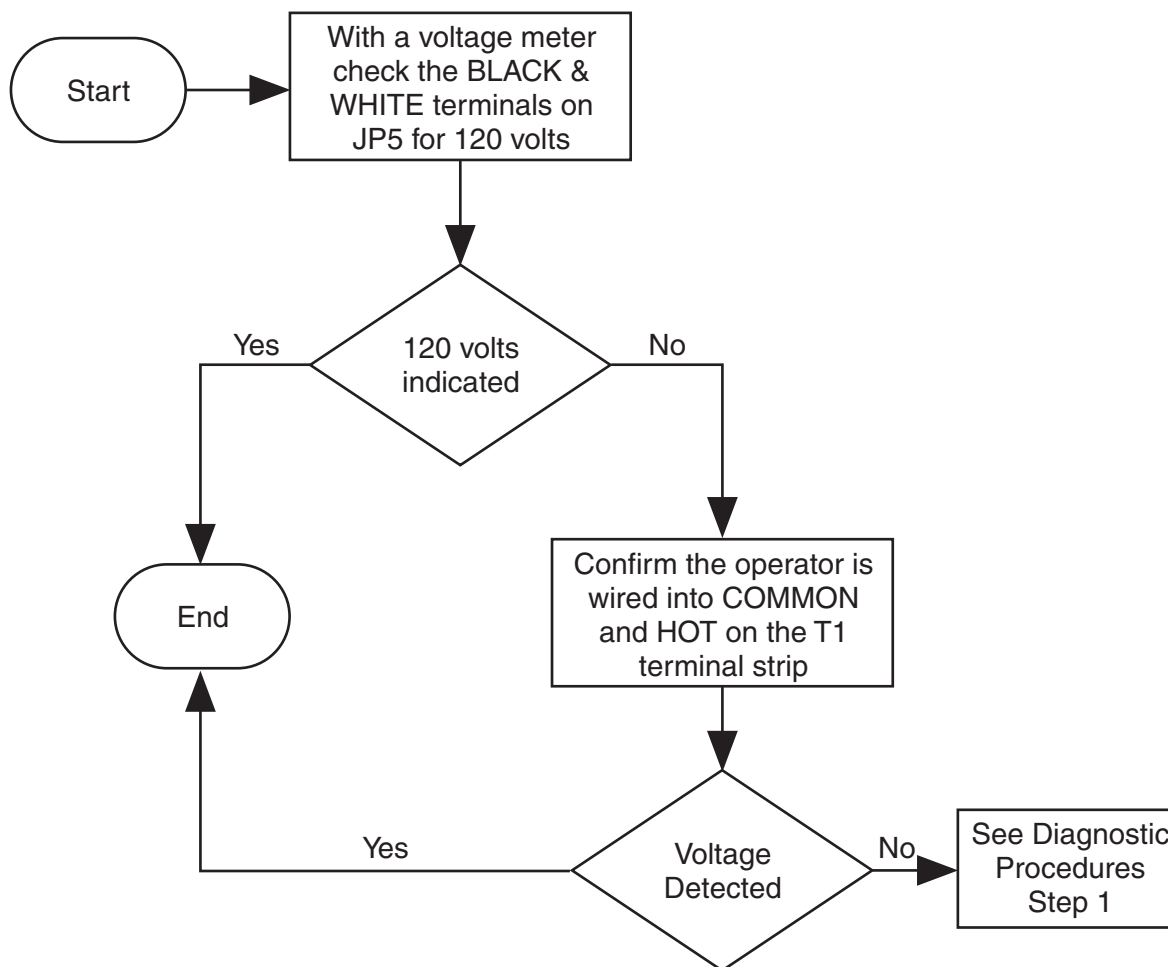 Start
With a voltage meter
check the BLACK &
WHITE terminals on
JP5 for 120 volts
Yes
120 volts
indicated
No
End
Confirm the operator is
wired into COMMON
and HOT on the T1
terminal strip
Yes
Voltage
Detected
No
See Diagnostic
Procedures
Step 1